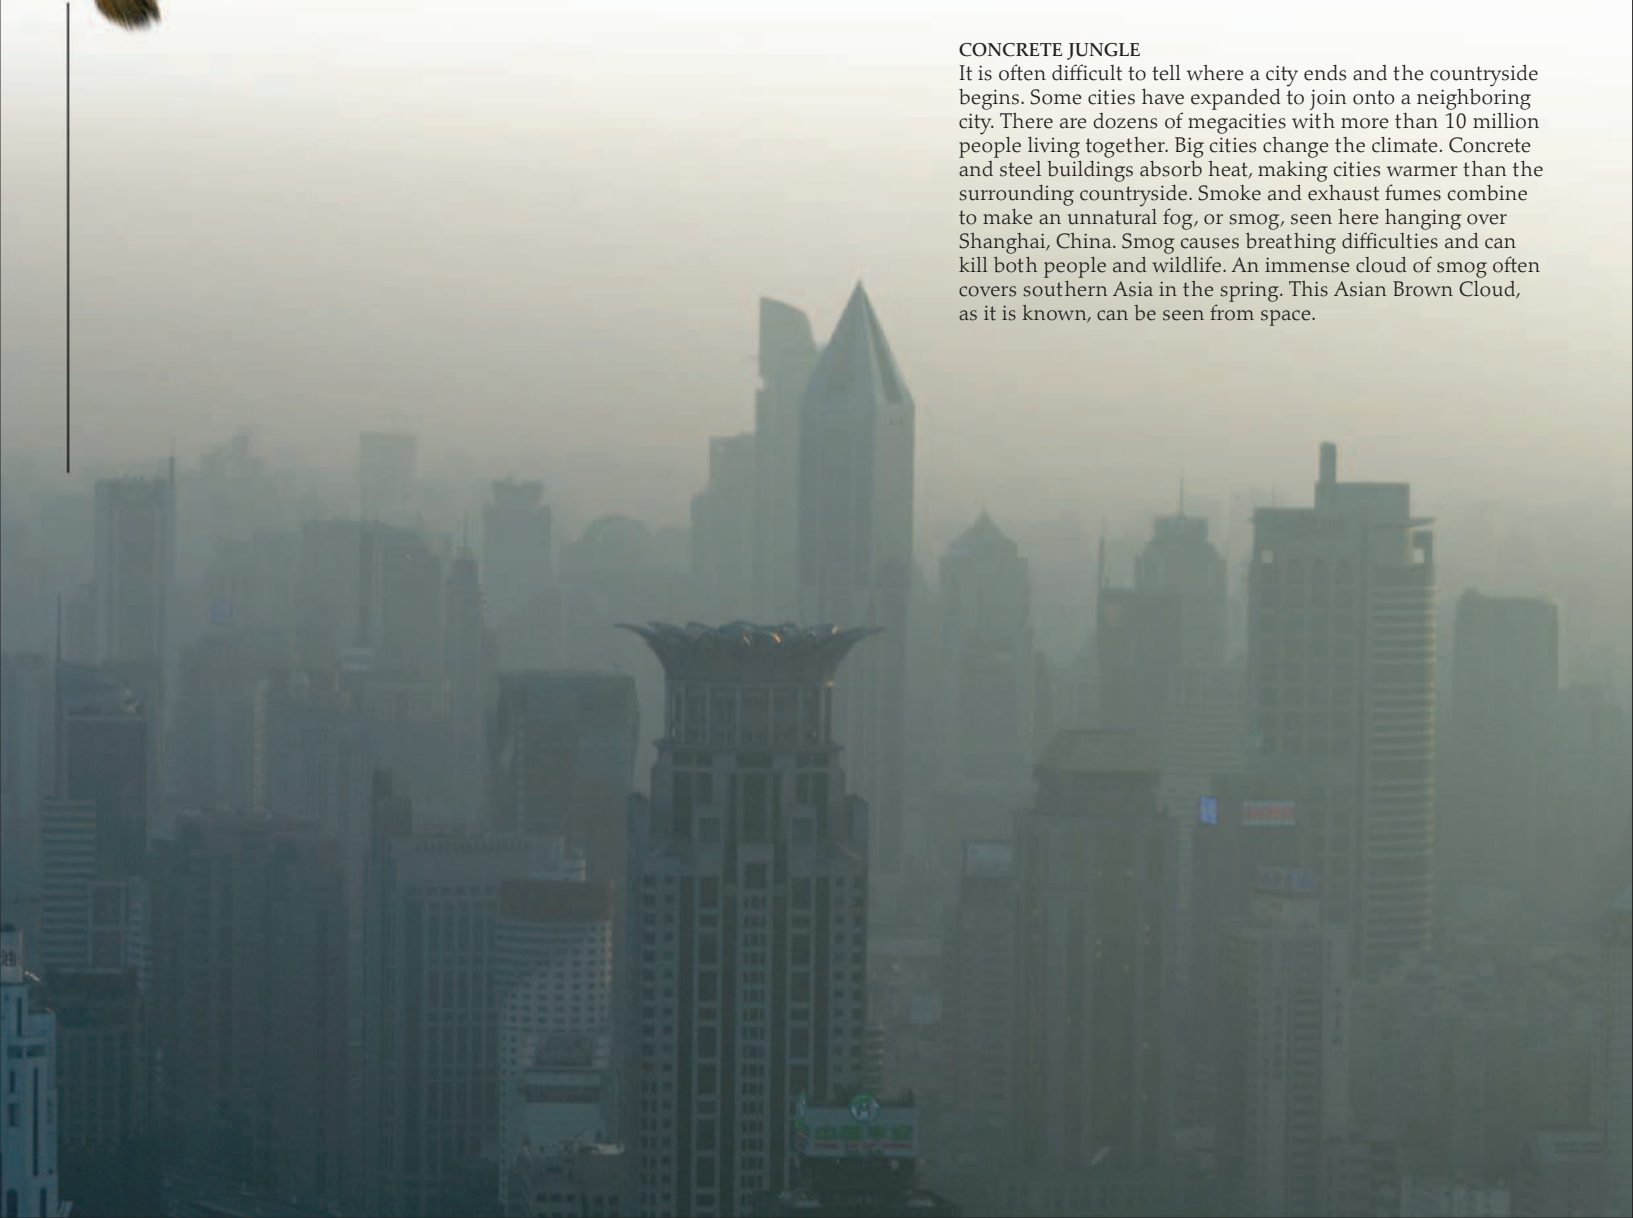 CONCRETE JUNGLE
It is often difficult to tell where a city ends and the countryside
begins. Some cities have expanded to join onto a neighboring
city. There are dozens of megacities with more than 10 million
people living together. Big cities change the climate. Concrete
and steel buildings absorb heat, making cities warmer than the
surrounding countryside. Smoke and exhaust fumes combine
to make an unnatural fog, or smog, seen here hanging over
Shanghai, China. Smog causes breathing difficulties and can
kill both people and wildlife. An immense cloud of smog often
covers southern Asia in the spring. This Asian Brown Cloud,
as it is known, can be seen from space.
油